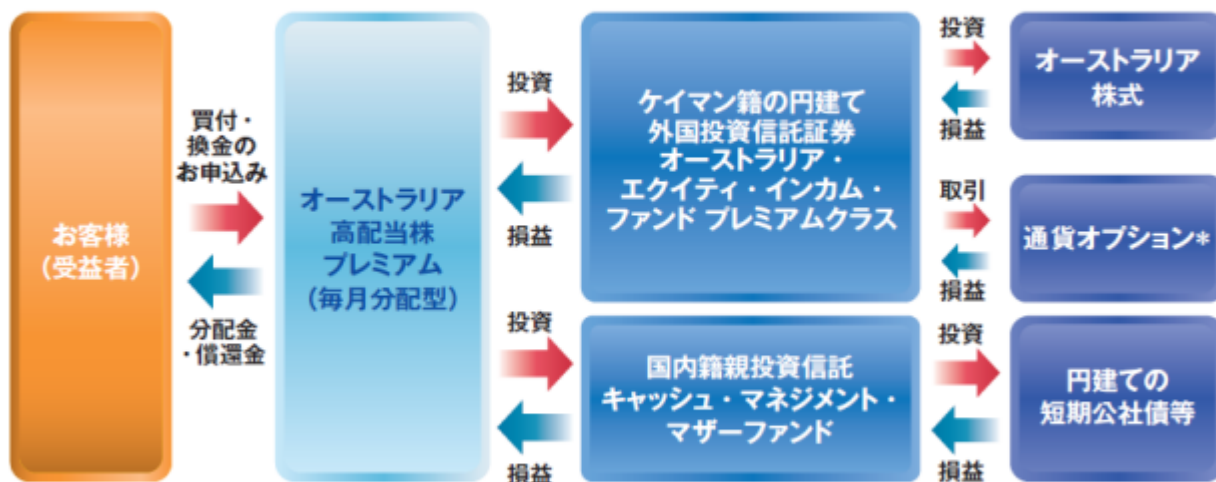 お客様
（受益者）
買付・
換金の
お申込み
分配金
・償還金
オーストラリア
高配当株
プレミアム
（毎月分配型）
投資
損益
投資
損益
ケイマン籍の円建て
外国投資信託証券
オーストラリア・
エクイティ・インカム・
ファンド プレミアムクラス
国内籍親投資信託
キャッシュ・マネジメント・
マザーファンド
投資
損益
取引
損益
投資
損益
オーストラリア
株式
通貨オプション＊
円建ての
短期公社債等